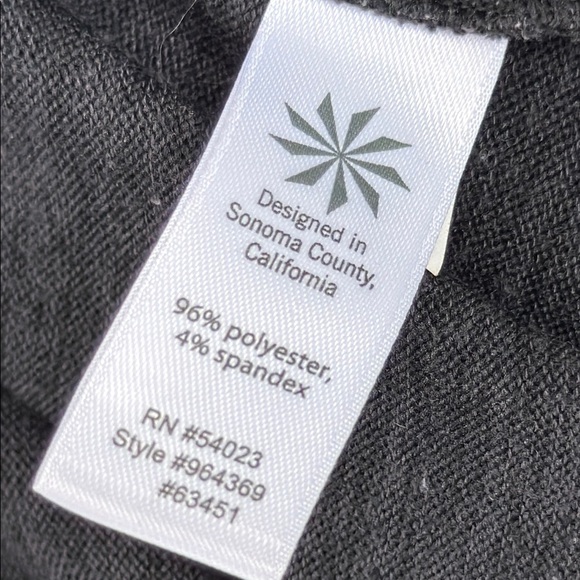 Designed in
Sonoma County,
California
96% polyester,
4% spandex
RN #54023
Style #964369
#63451